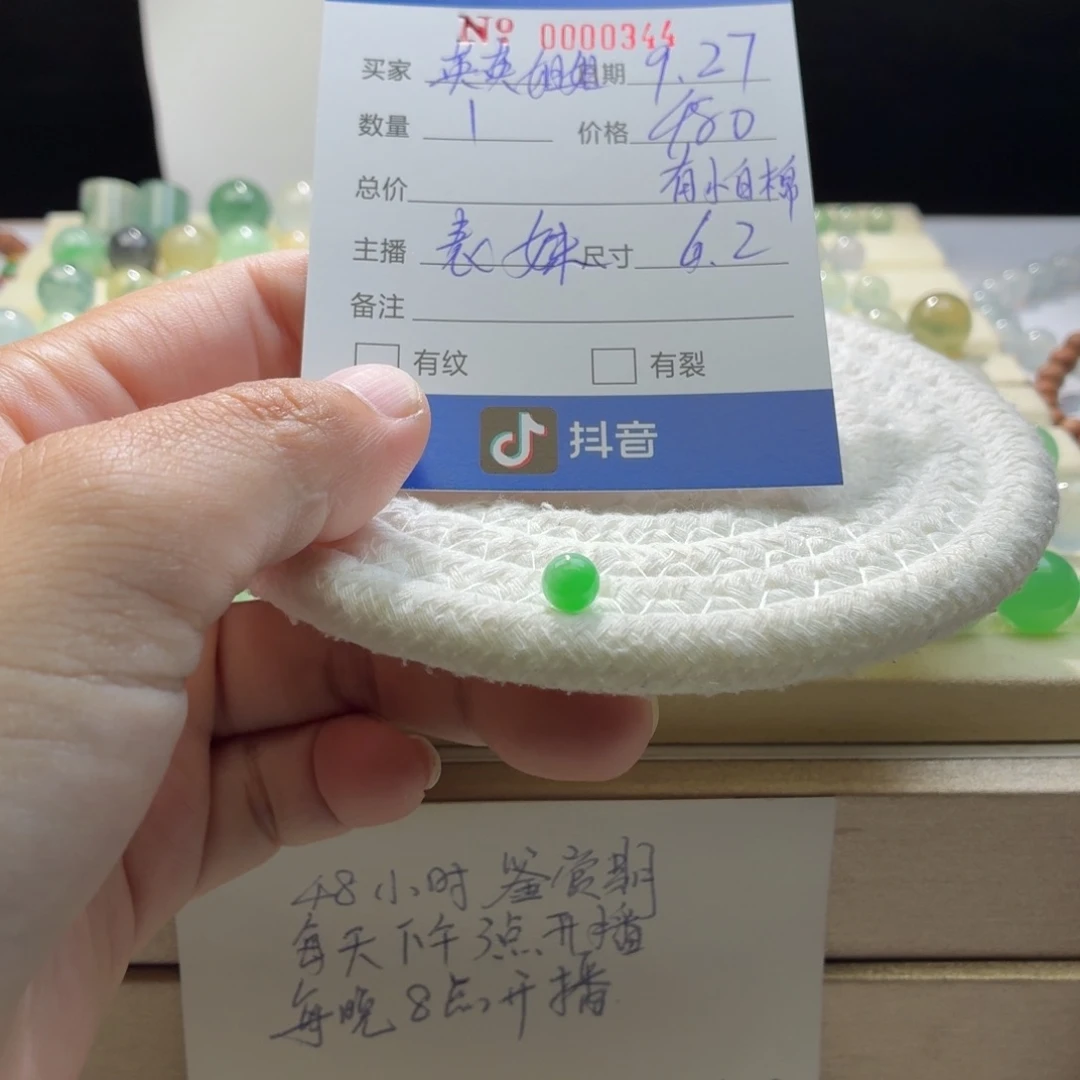 № 0000344
买家 英英姐姐 日期 9.27
数量 1 价格 480
有小白棉
总价
主播 表妹 尺寸 6.2
备注
有纹 有裂
抖音
48小时鉴赏期
每天下午3点开播
每晚8点开播